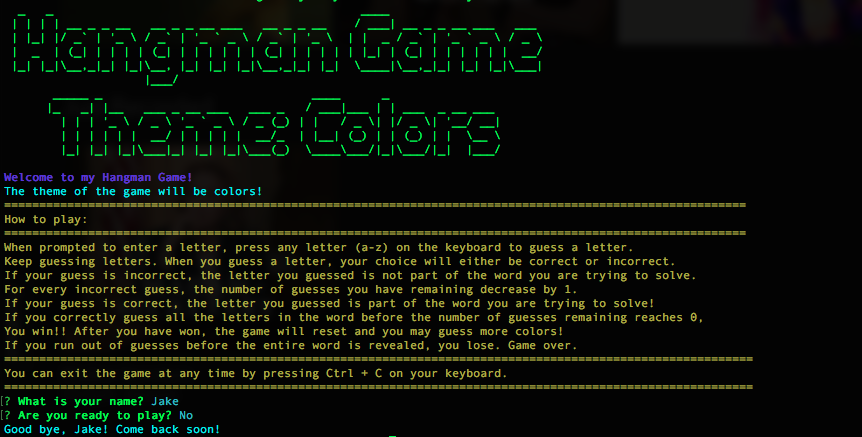 Hangman Game
Theme: Colors
Welcome to my Hangman Game!
The theme of the game will be colors!
How to play:
When prompted to enter a letter, press any letter (a-z) on the keyboard to guess a letter.
Keep guessing letters. When you guess a letter, your choice will either be correct or incorrect.
If your guess is incorrect, the letter you guessed is not part of the word you are trying to solve.
For every incorrect guess, the number of guesses you have remaining decrease by 1.
If your guess is correct, the letter you guessed is part of the word you are trying to solve!
If you correctly guess all the letters in the word before the number of guesses remaining reaches 0,
You win!! After you have won, the game will reset and you may guess more colors!
If you run out of guesses before the entire word is revealed, you lose. Game over.
You can exit the game at any time by pressing Ctrl + C on your keyboard.
[? What is your name? Jake
[? Are you ready to play? No
Good bye, Jake! Come back soon!